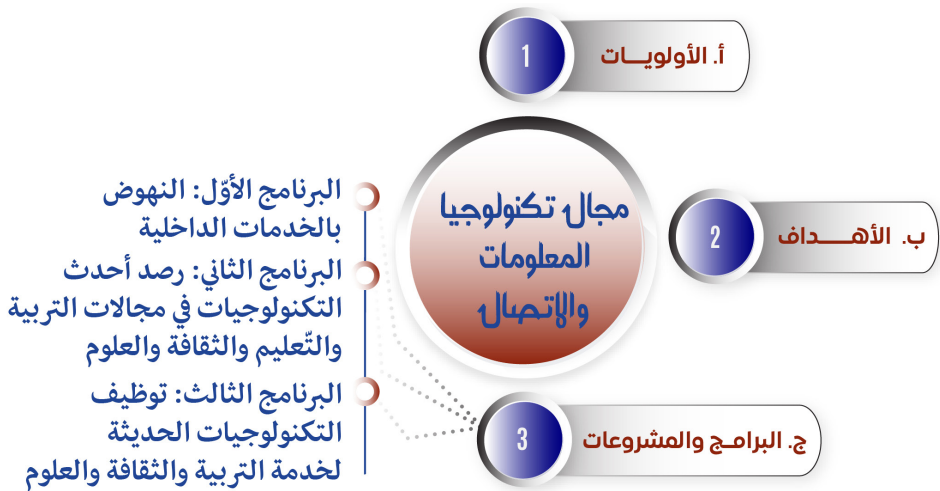 1
أ. الأولويـــات
مجال تكنولوجيا
المعلومات
والاتصال
2
ب. الأهــــداف
البرنامج الأوّل: النهوض
بالخدمات الداخلية
البرنامج الثاني: رصد أحدث
التكنولوجيات في مجالات التربية
والتّعليم والثقافة والعلوم
البرنامج الثالث: توظيف
التكنولوجيات الحديثة
لخدمة التربية والثقافة والعلوم
3
ج. البرامـج والمشروعات